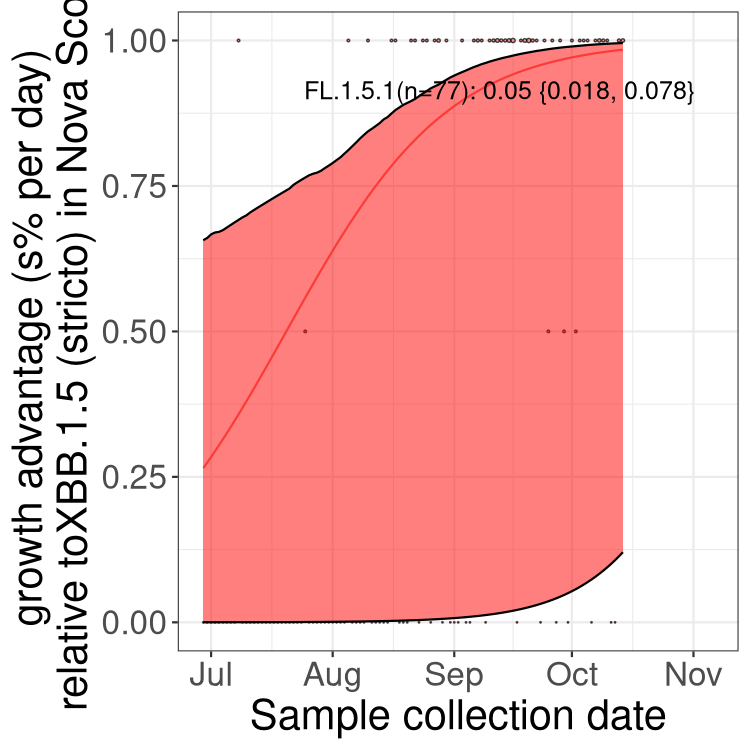 growth advantage (s% per day)
relative toXBB.1.5 (stricto) in Nova Sco
1.00
0.75
0.50
0.25
0.00
FL.1.5.1(n=77): 0.05 {0.018, 0.078}
Jul Aug Sep Oct Nov
Sample collection date